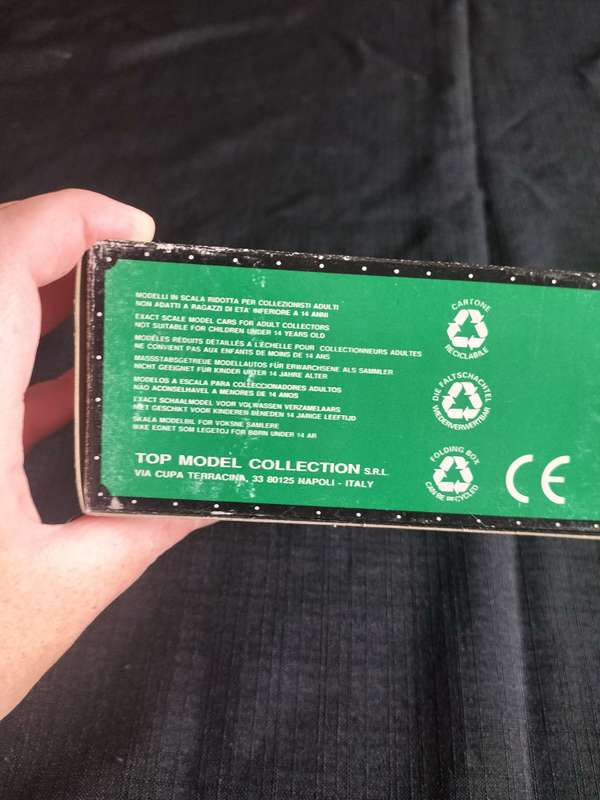 MODELLI IN SCALA RIDOTTA PER COLLEZIONISTI ADULTI
NON ADATTI A RAGAZZI DI ETA' INFERIORE A 14 ANNI
EXACT SCALE MODEL CARS FOR ADULT COLLECTORS
NOT SUITABLE FOR CHILDREN UNDER 14 YEARS OLD
MODÈLES RÉDUITS DÉTAILLÉS A L'ÉCHELLE POUR COLLECTIONNEURS ADULTES
NE CONVIENT PAS AUX ENFANTS DE MOINS DE 14 ANS
MASSSTABSGETREUE MODELLAUTOS FÜR ERWARCHSENE ALS SAMMLER
NICHT GEEIGNET FÜR KINDER UNTER 14 JAHRE ALTER
MODELOS A ESCALA PARA COLECCIONADORES ADULTOS
NÃO ACONSELHAVEL A MENORES DE 14 ANOS
EXACT SCHAALMODEL VOOR VOLWASSEN VERZAMELAARS
NIET GESCHIKT VOOR KINDEREN BENEDEN 14 JARIGE LEEFTIJD
SKALA MODELBIL FOR VOKSNE SAMLERE
IKKE EGNET SOM LEGETOJ FOR BØRN UNDER 14 AR
TOP MODEL COLLECTION S.R.L.
VIA CUPA TERRACINA, 33 80125 NAPOLI - ITALY
CARTONE
RICICLABILE
DIE FALTSCHACHTEL
WIEDERVERWERTBAR
FOLDING BOX
CAN BE RECYCLED
CE